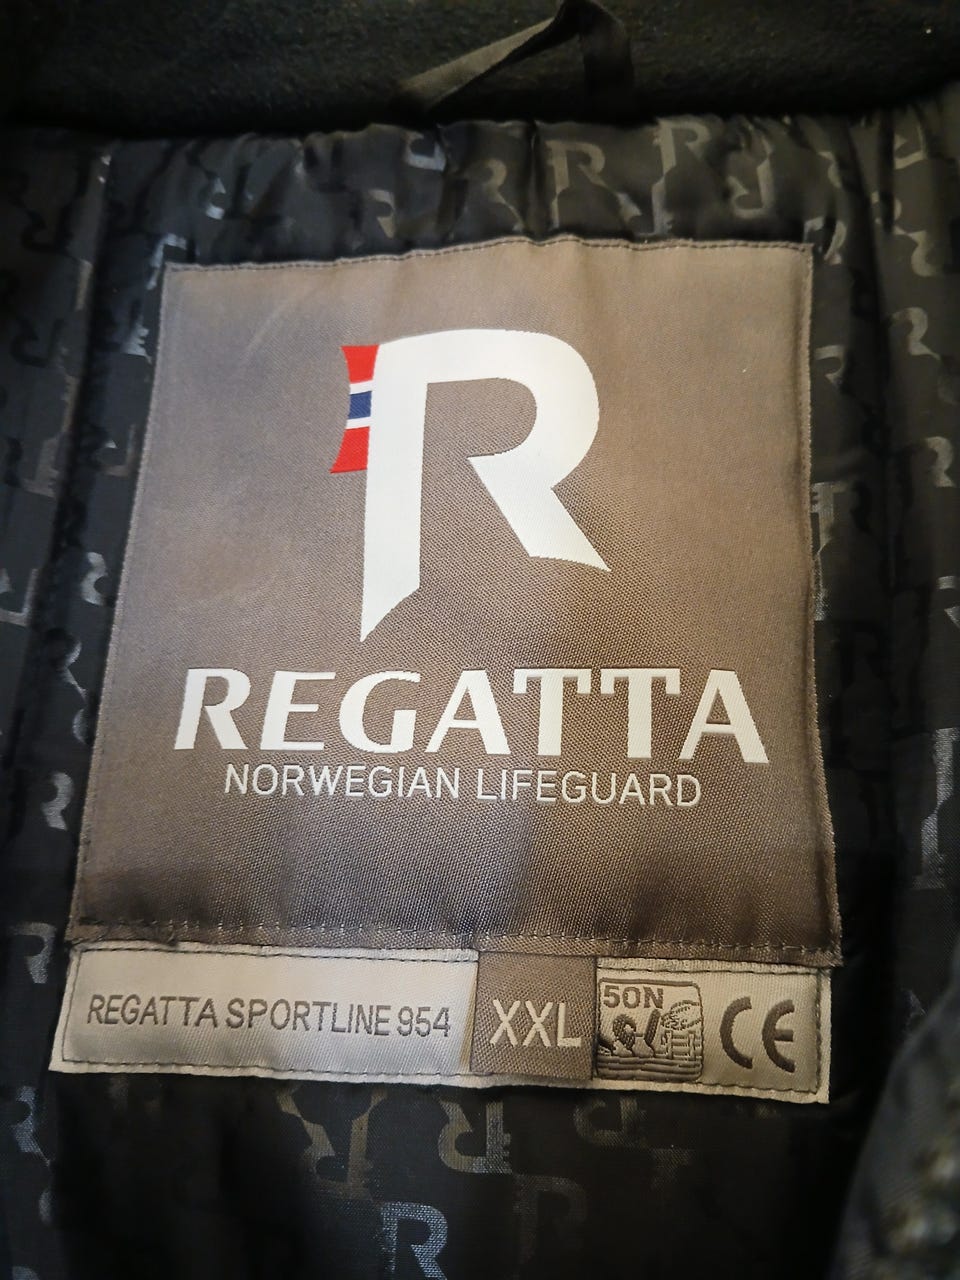 R
REGATTA
NORWEGIAN LIFEGUARD
REGATTA SPORTLINE 954
XXL
50N
CE